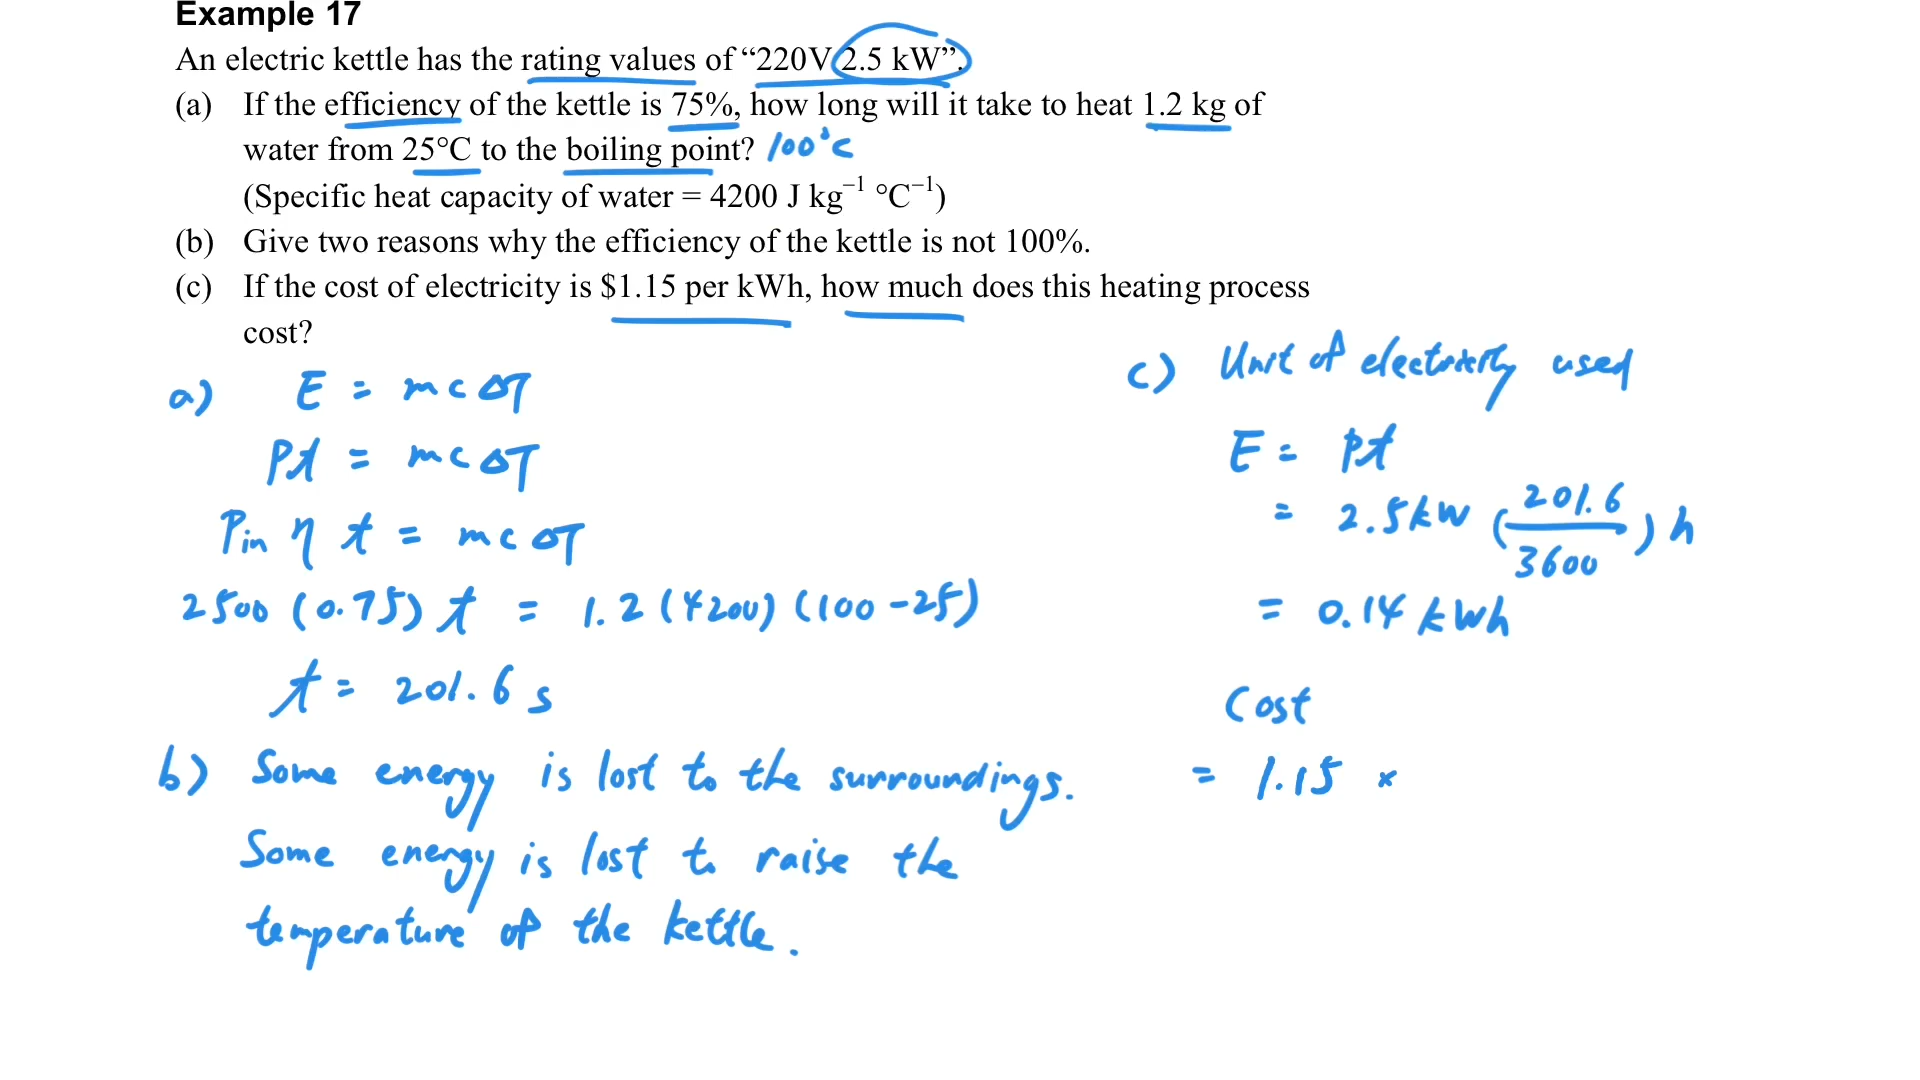 Example 17
An electric kettle has the rating values of “220V 2.5 kW”.
(a) If the efficiency of the kettle is 75%, how long will it take to heat 1.2 kg of
water from 25°C to the boiling point? 100°C
(Specific heat capacity of water = 4200 J kg⁻¹ °C⁻¹)
(b) Give two reasons why the efficiency of the kettle is not 100%.
(c) If the cost of electricity is $1.15 per kWh, how much does this heating process
cost?
a) E = mcΔT
Pt = mcΔT
Pin η t = mcΔT
2500 (0.75) t = 1.2 (4200) (100 - 25)
t = 201.6 s
b) Some energy is lost to the surroundings.
Some energy is lost to raise the
temperature of the kettle.
c) Unit of electricity used
E = Pt
= 2.5kW (201.6/3600) h
= 0.14 kWh
Cost
= 1.15 ×